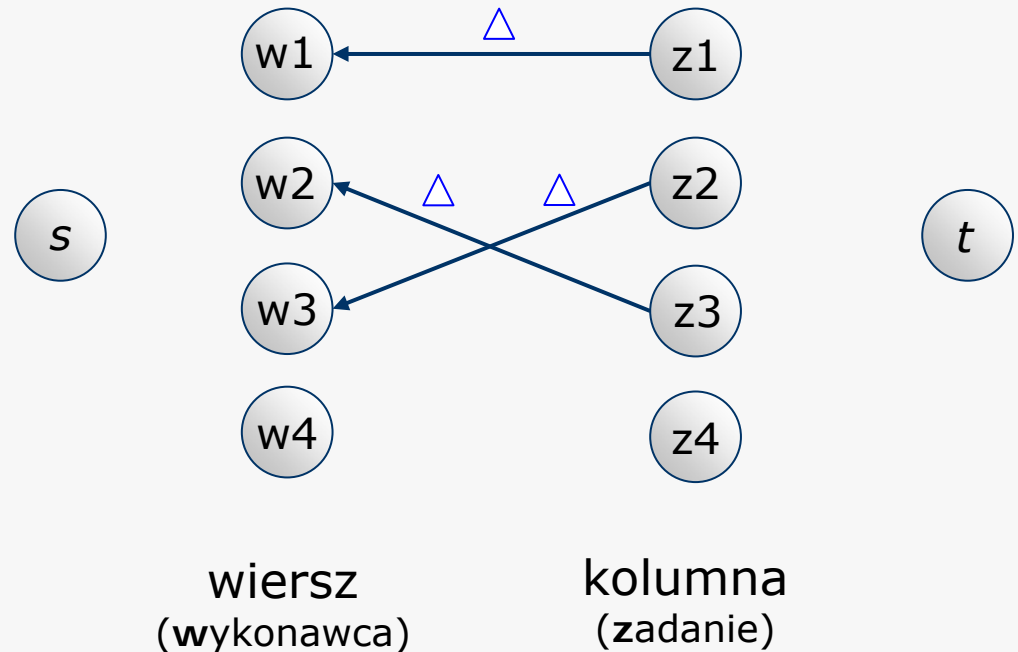 w1
z1
w2
z2
s
t
w3
z3
w4
z4
wiersz
(wykonawca)
kolumna
(zadanie)